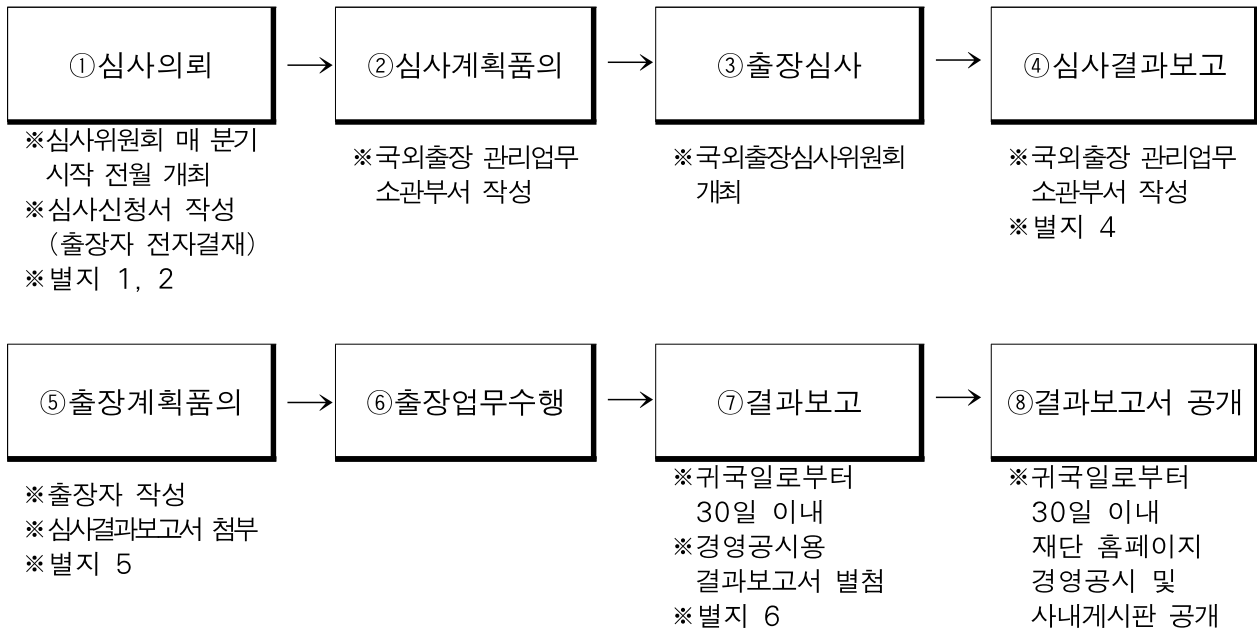 ①심사의뢰 → ②심사계획품의 → ③출장심사 → ④심사결과보고
※심사위원회 매 분기
시작 전월 개최
※심사신청서 작성
(출장자 전자결재)
※별지 1, 2
※국외출장 관리업무
소관부서 작성
※국외출장심사위원회
개최
※국외출장 관리업무
소관부서 작성
※별지 4
⑤출장계획품의 → ⑥출장업무수행 → ⑦결과보고 → ⑧결과보고서 공개
※출장자 작성
※심사결과보고서 첨부
※별지 5
※귀국일로부터
30일 이내
※경영공시용
결과보고서 별첨
※별지 6
※귀국일로부터
30일 이내
재단 홈페이지
경영공시 및
사내게시판 공개